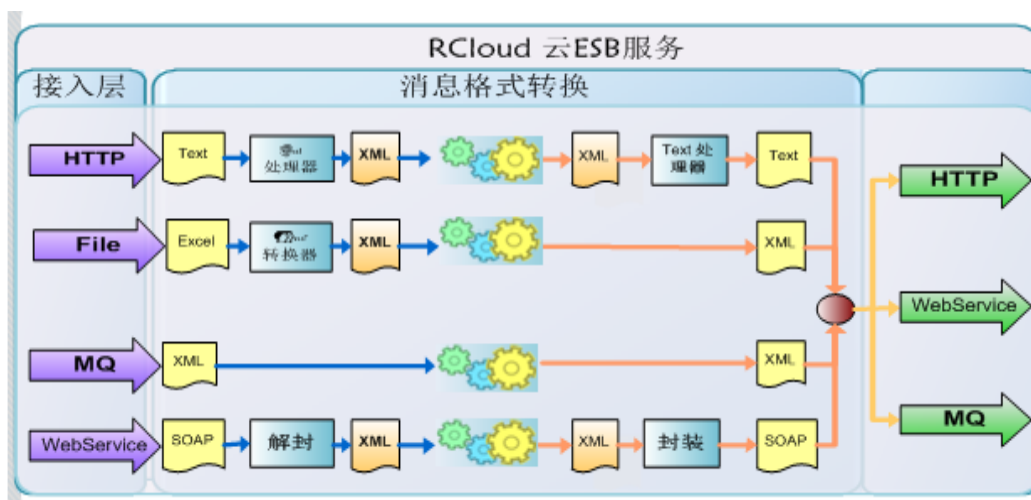 RCloud 云ESB服务
接入层
消息格式转换
HTTP
Text
处理器
XML
XML
Text 处
理器
Text
HTTP
File
Excel
转换器
XML
XML
WebService
MQ
XML
XML
MQ
WebService
SOAP
解封
XML
XML
封装
SOAP